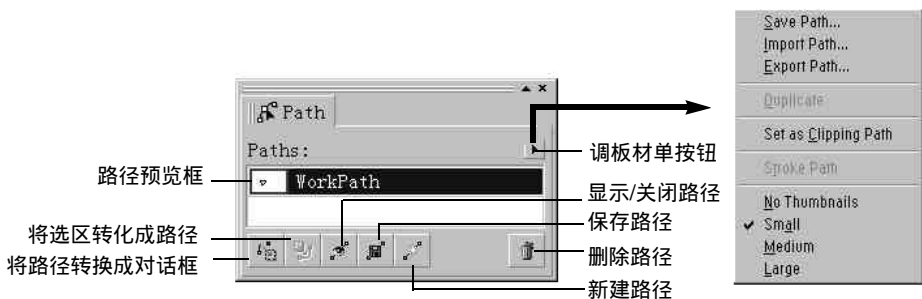 Path
Paths:
WorkPath
路径预览框
将选区转化成路径
将路径转换成对话框
调板材单按钮
显示/关闭路径
保存路径
删除路径
新建路径
Save Path...
Import Path...
Export Path...
Duplicate
Set as Clipping Path
Stroke Path
No Thumbnails
Small
Medium
Large